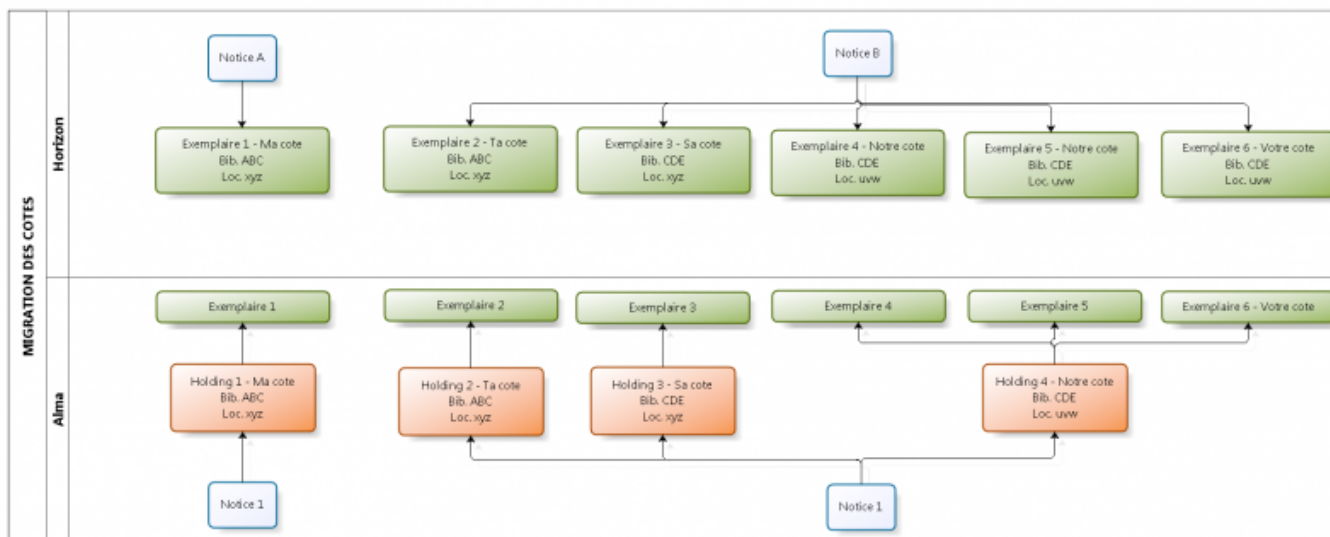 MIGRATION DES COTES
Horizon
Notice A
Notice B
Exemplaire 1 - Ma cote
Bib. ABC
Loc. xyz
Exemplaire 2 - Ta cote
Bib. ABC
Loc. xyz
Exemplaire 3 - Sa cote
Bib. CDE
Loc. xyz
Exemplaire 4 - Notre cote
Bib. CDE
Loc. uvw
Exemplaire 5 - Notre cote
Bib. CDE
Loc. uvw
Exemplaire 6 - Votre cote
Bib. CDE
Loc. uvw
Alma
Exemplaire 1
Exemplaire 2
Exemplaire 3
Exemplaire 4
Exemplaire 5
Exemplaire 6 - Votre cote
Holding 1 - Ma cote
Bib. ABC
Loc. xyz
Holding 2 - Ta cote
Bib. ABC
Loc. xyz
Holding 3 - Sa cote
Bib. CDE
Loc. xyz
Holding 4 - Notre cote
Bib. CDE
Loc. uvw
Notice 1
Notice 1